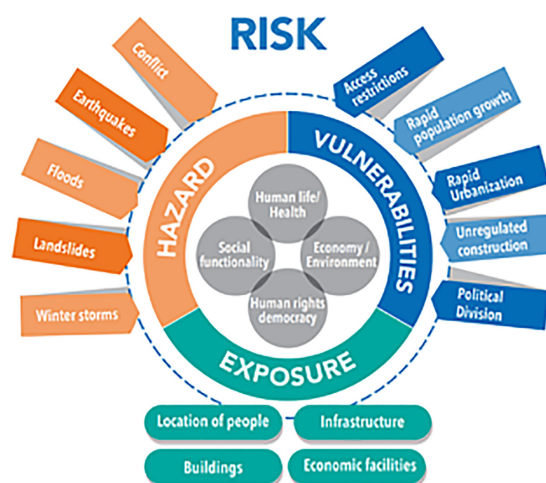 RISK
Conflict
Earthquakes
Floods
Landslides
Winter storms
HAZARD
VULNERABILITIES
EXPOSURE
Human life/
Health
Social
functionality
Economy /
Environment
Human rights
democracy
Access
restrictions
Rapid
population growth
Rapid
Urbanization
Unregulated
construction
Political
Division
Location of people
Infrastructure
Buildings
Economic facilities